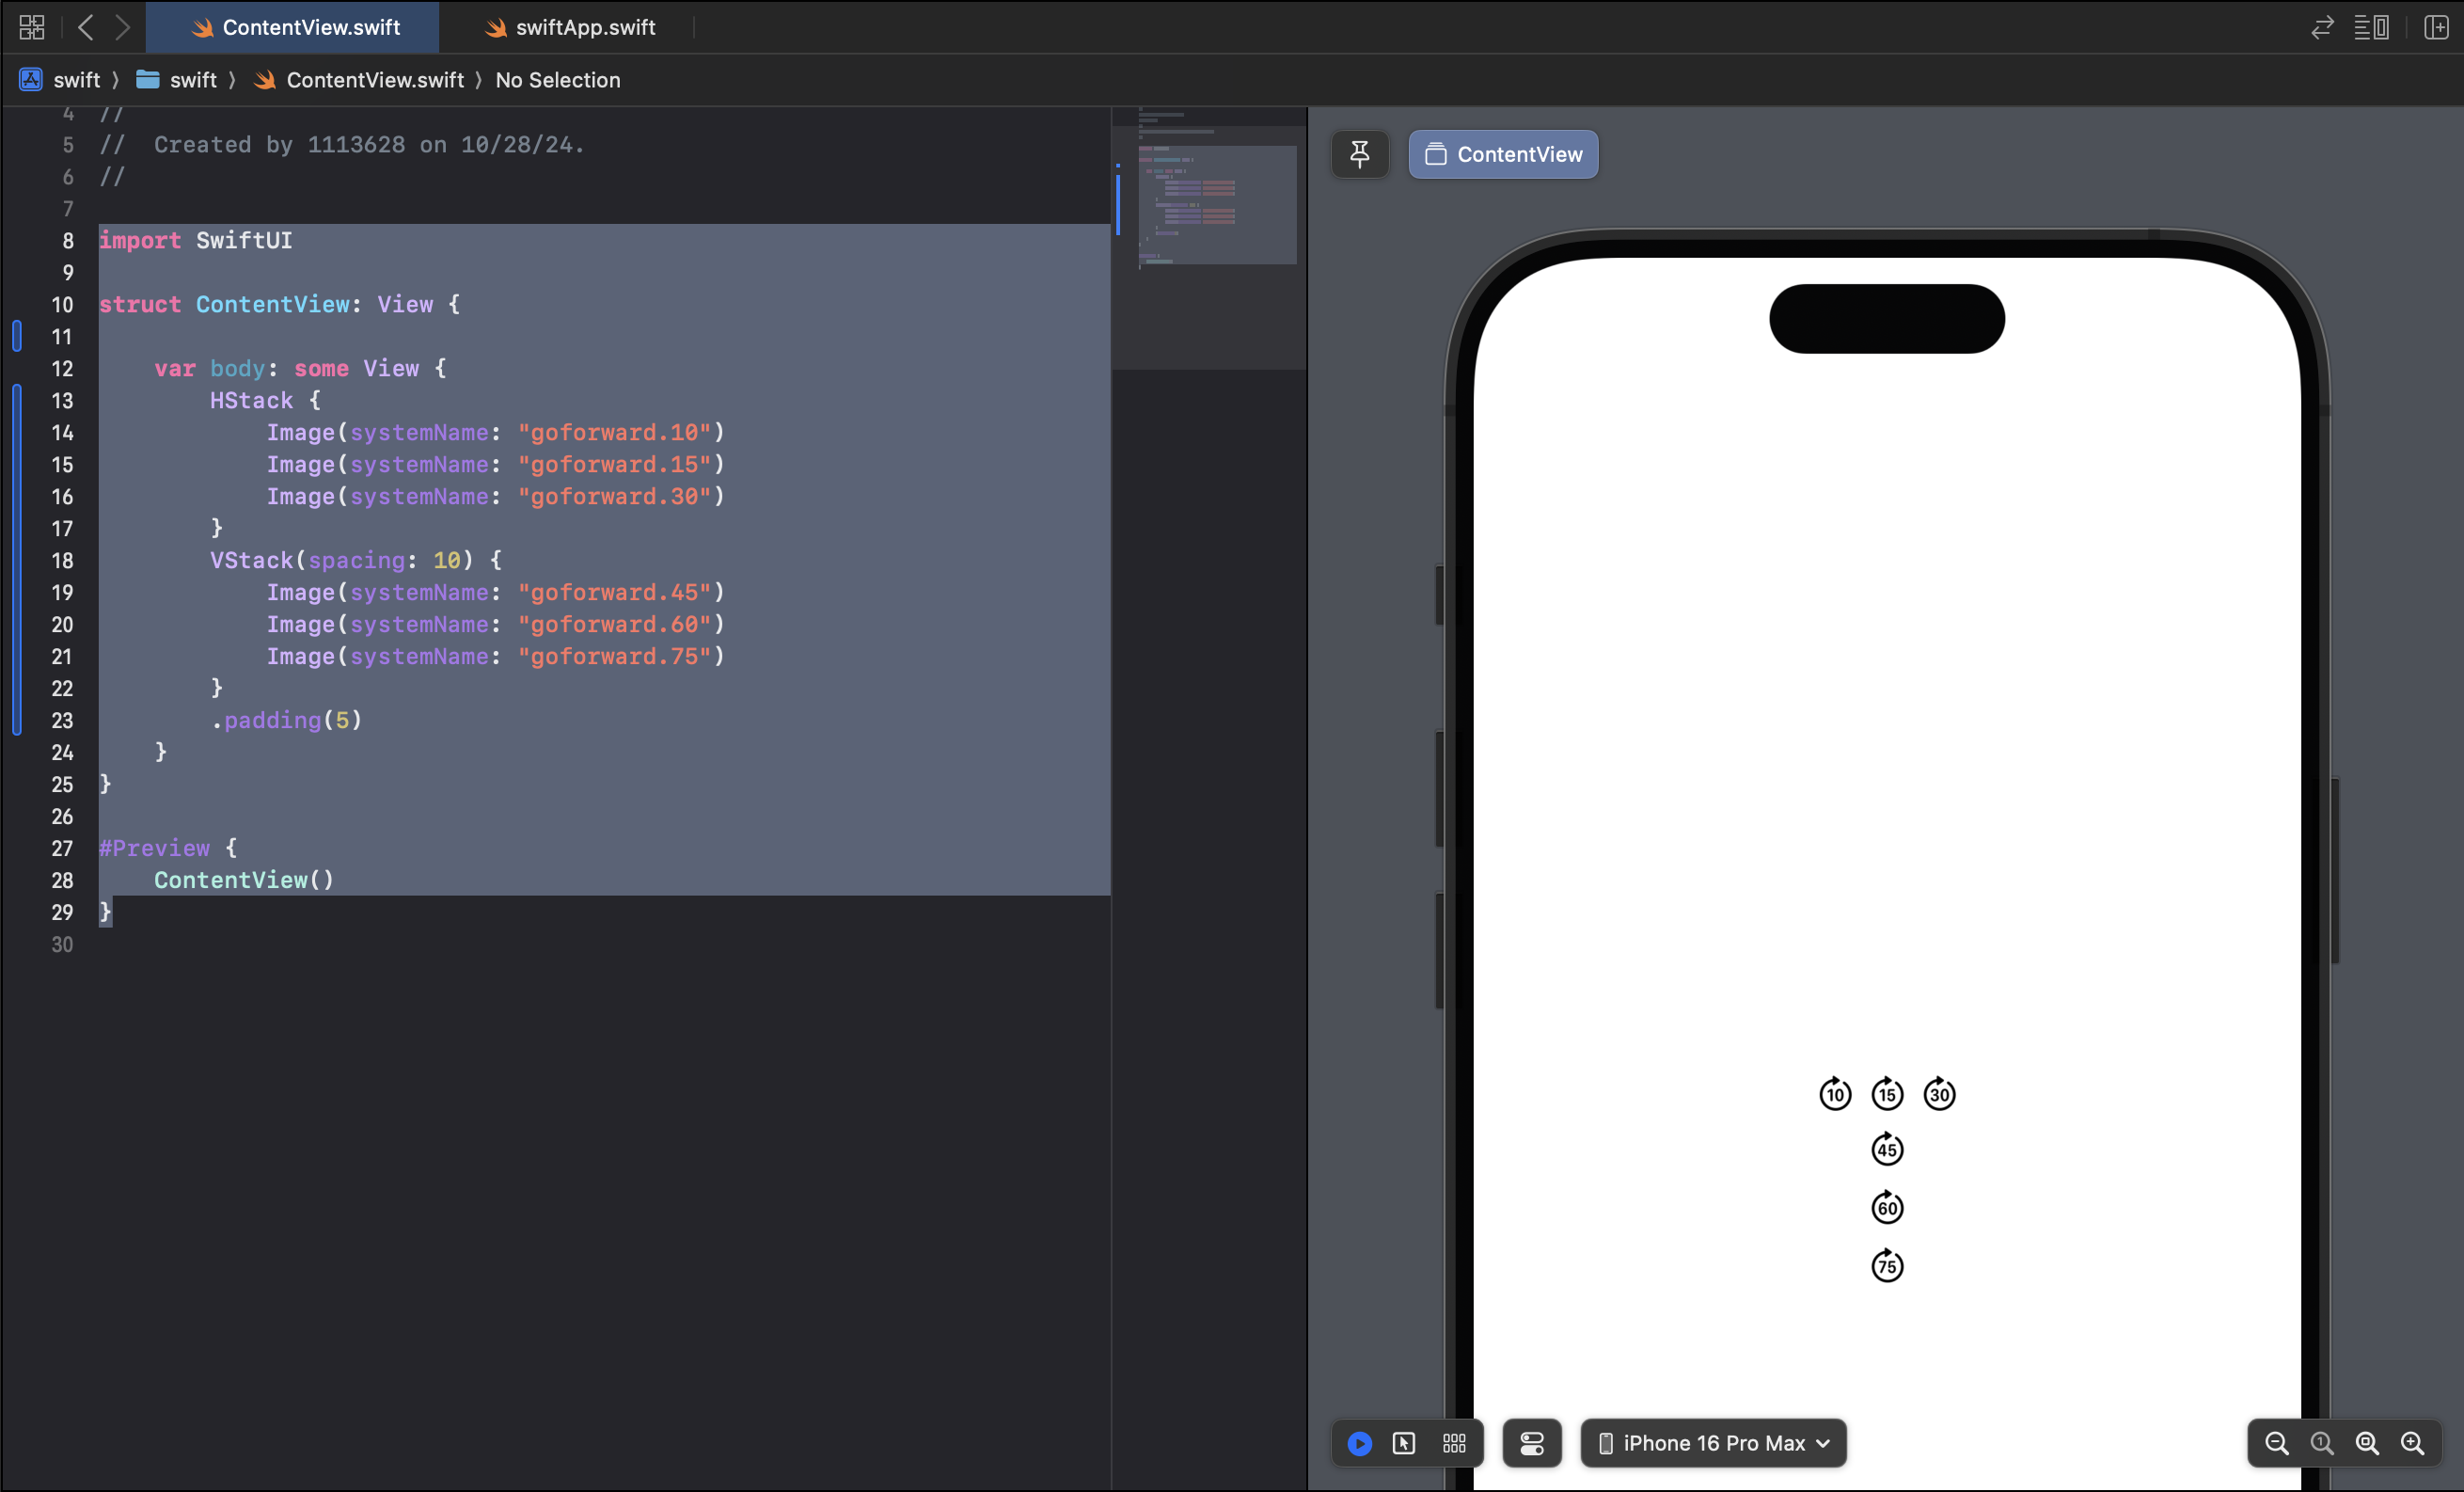 ContentView.swift
swiftApp.swift
swift 〉 swift 〉 ContentView.swift 〉 No Selection
4 //
5 //  Created by 1113628 on 10/28/24.
6 //
7
8 import SwiftUI
9
10 struct ContentView: View {
11
12     var body: some View {
13         HStack {
14             Image(systemName: "goforward.10")
15             Image(systemName: "goforward.15")
16             Image(systemName: "goforward.30")
17         }
18         VStack(spacing: 10) {
19             Image(systemName: "goforward.45")
20             Image(systemName: "goforward.60")
21             Image(systemName: "goforward.75")
22         }
23         .padding(5)
24     }
25 }
26
27 #Preview {
28     ContentView()
29 }
30
ContentView
10 15 30
45
60
75
iPhone 16 Pro Max
1